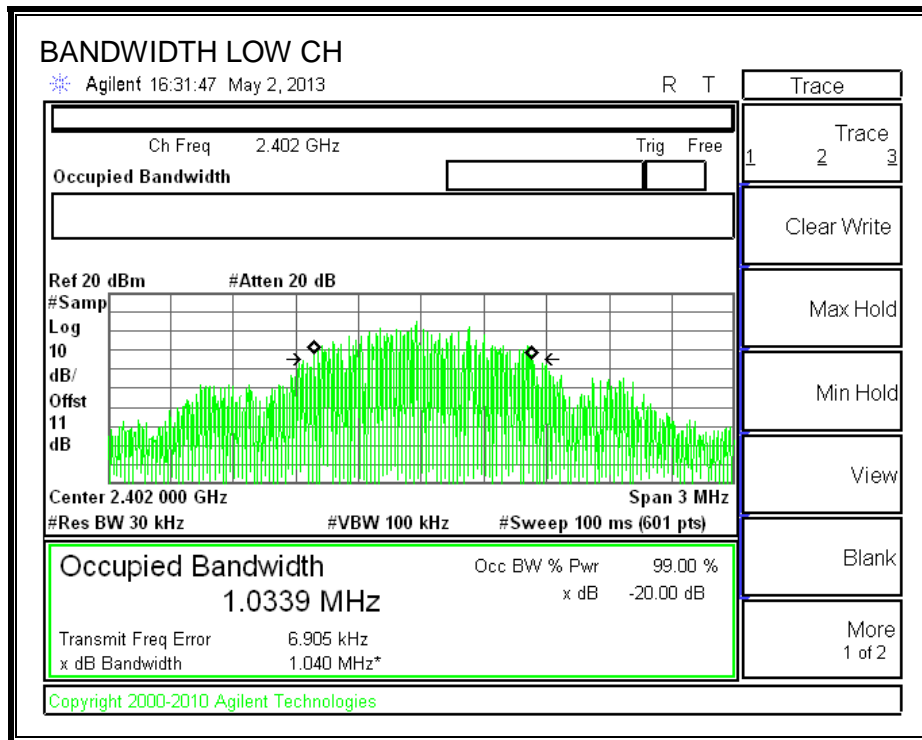 BANDWIDTH LOW CH
Agilent 16:31:47 May 2, 2013 R T
Trace
Ch Freq 2.402 GHz Trig Free
Occupied Bandwidth
Trace
1 2 3
Clear Write
Max Hold
Min Hold
View
Blank
More
1 of 2
Ref 20 dBm #Atten 20 dB
#Samp
Log
10
dB/
Offst
11
dB
Center 2.402 000 GHz Span 3 MHz
#Res BW 30 kHz #VBW 100 kHz #Sweep 100 ms (601 pts)
Occupied Bandwidth Occ BW % Pwr 99.00 %
1.0339 MHz x dB -20.00 dB
Transmit Freq Error 6.905 kHz
x dB Bandwidth 1.040 MHz*
Copyright 2000-2010 Agilent Technologies